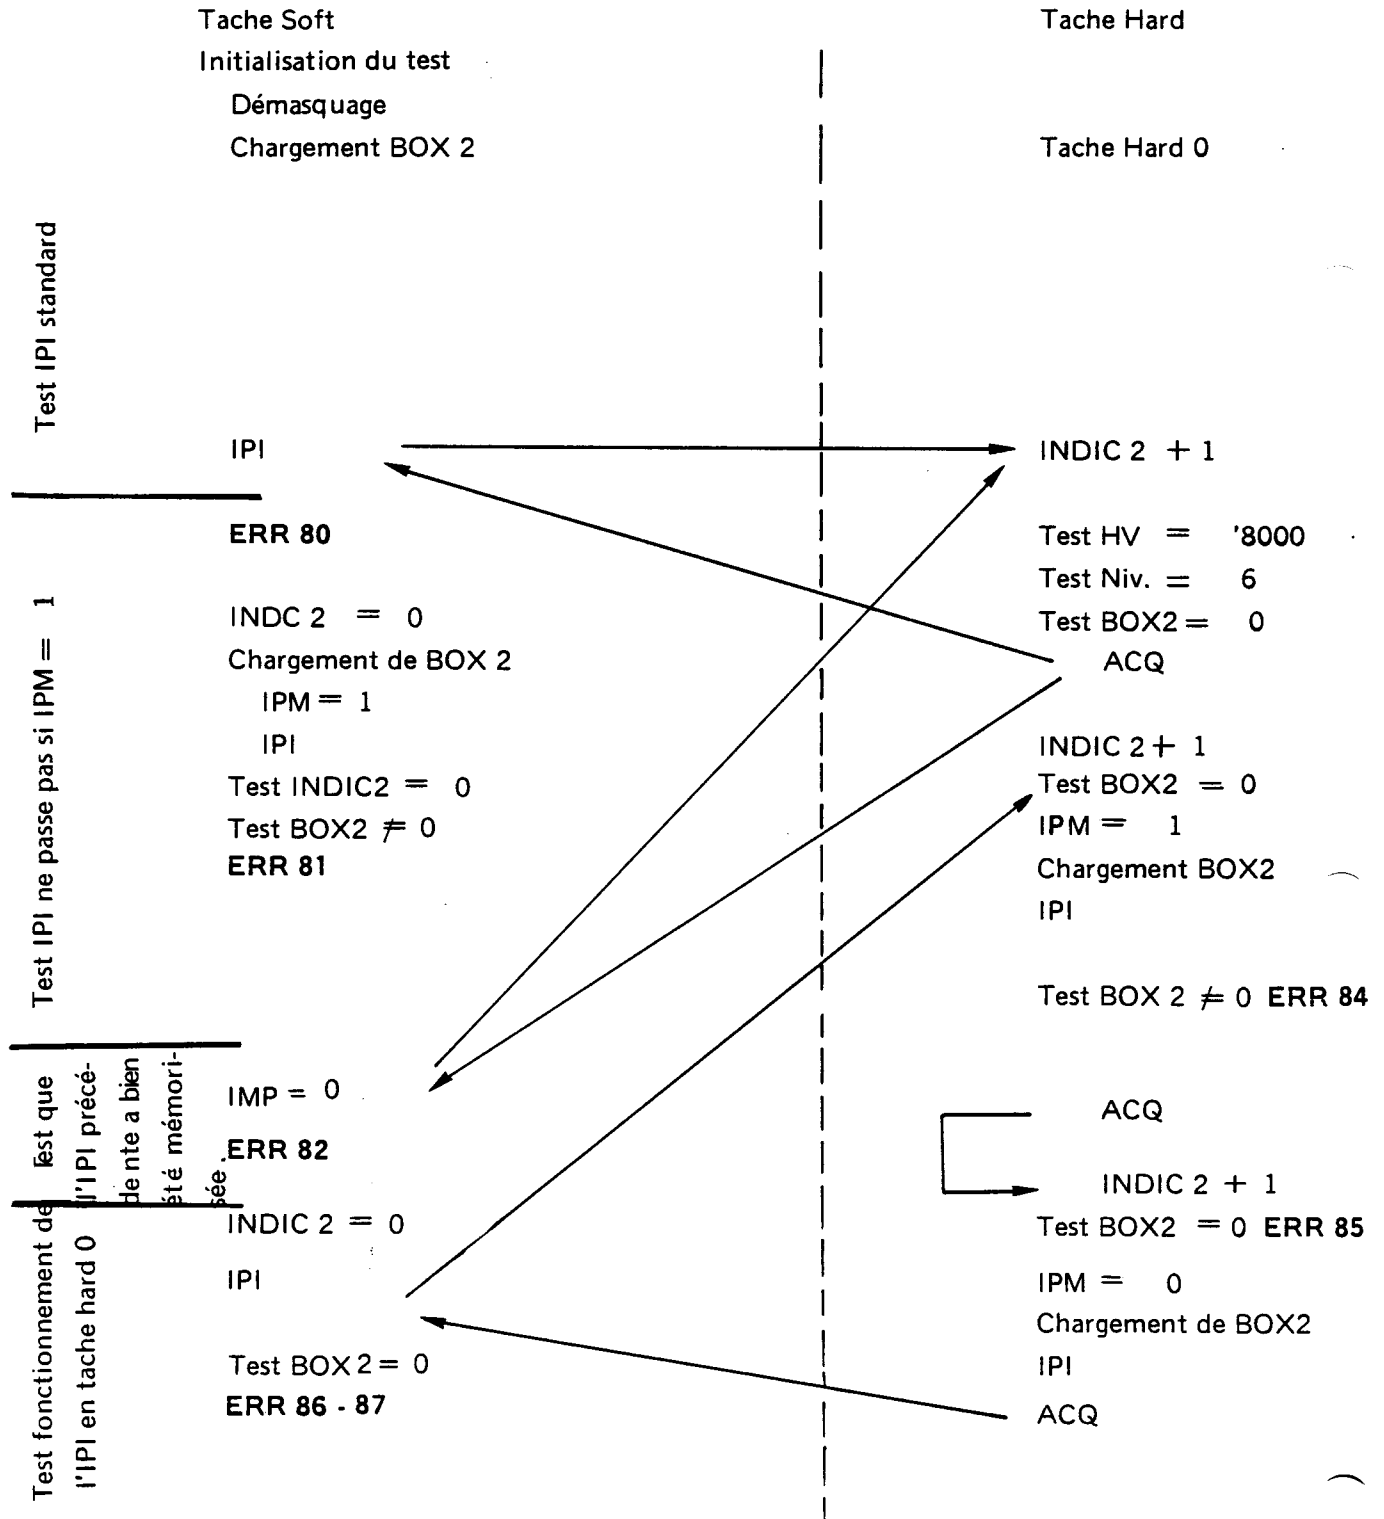 Tache Soft
Initialisation du test
Démasquage
Chargement BOX 2
Test IPI standard
IPI
ERR 80
INDC 2 = 0
Chargement de BOX 2
IPM = 1
IPI
Test INDIC2 = 0
Test BOX2 ≠ 0
ERR 81
Test IPI ne passe pas si IPM = 1
IMP = 0
ERR 82
Test que
l'IPI précé-
dente a bien
été mémori-
sée.
INDIC 2 = 0
IPI
Test BOX 2 = 0
ERR 86 - 87
Test fonctionnement de
l'IPI en tache hard 0
Tache Hard
Tache Hard 0
INDIC 2 + 1
Test HV = '8000
Test Niv. = 6
Test BOX2 = 0
ACQ
INDIC 2 + 1
Test BOX2 = 0
IPM = 1
Chargement BOX2
IPI
Test BOX 2 ≠ 0 ERR 84
ACQ
INDIC 2 + 1
Test BOX2 = 0 ERR 85
IPM = 0
Chargement de BOX2
IPI
ACQ